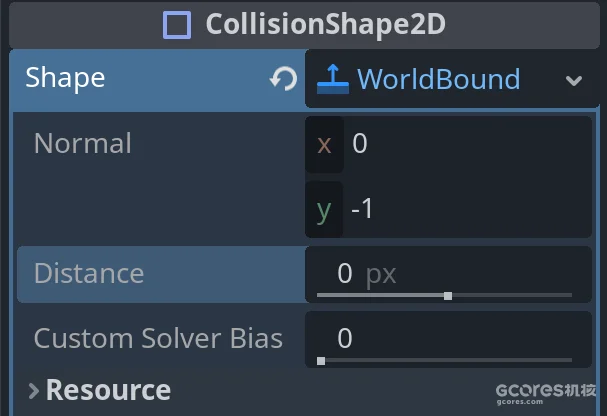 CollisionShape2D
Shape WorldBound
Normal x 0
y -1
Distance 0 px
Custom Solver Bias 0
Resource
GCORES机核
gcores.com